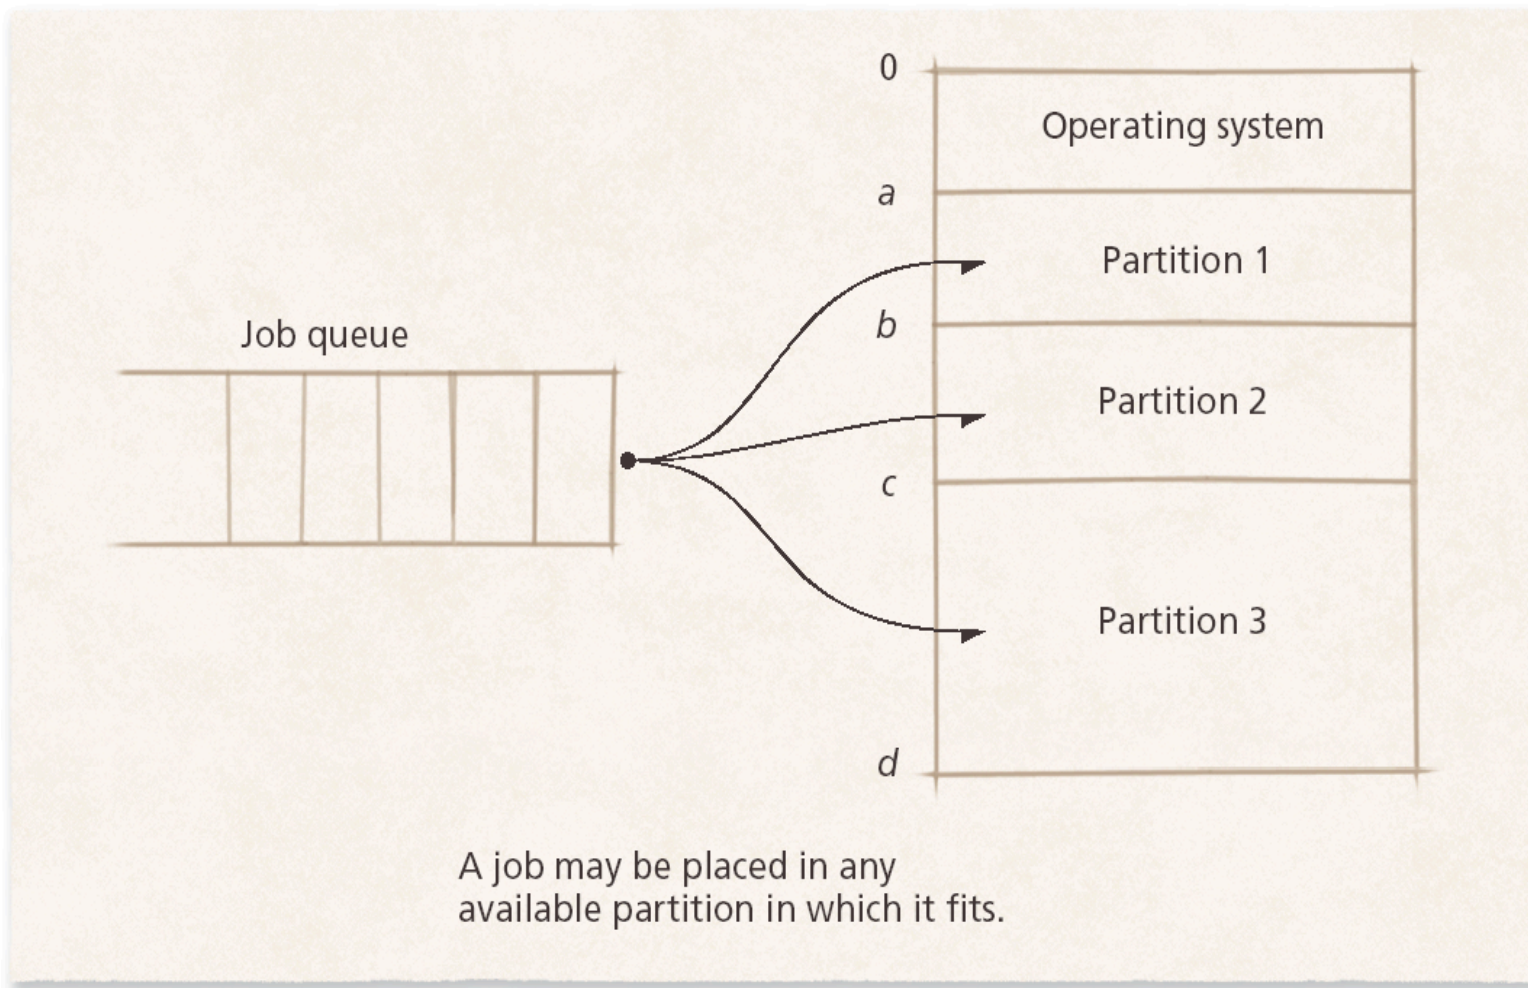 0
Operating system
a
Partition 1
Job queue
b
Partition 2
c
Partition 3
d
A job may be placed in any
available partition in which it fits.